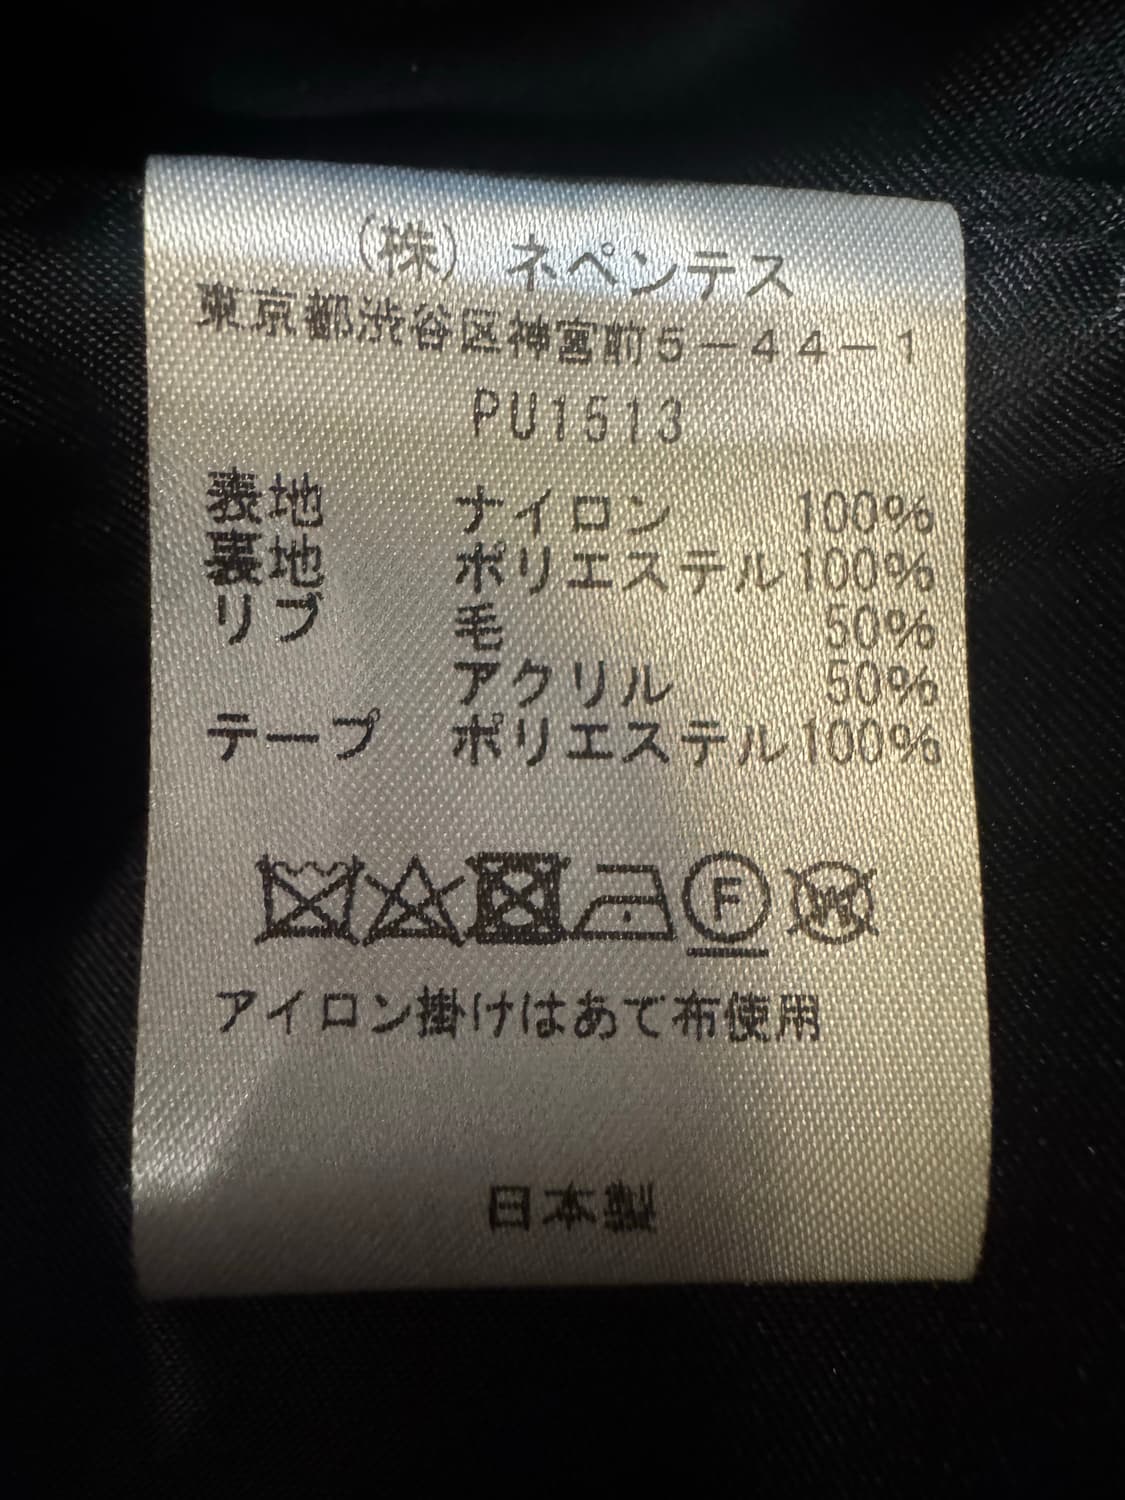 (株) ネペンテス
東京都渋谷区神宮前5-44-1
PU1513
表地 ナイロン 100%
裏地 ポリエステル100%
リブ 毛 50%
アクリル 50%
テープ ポリエステル100%
F W
アイロン掛けはあて布使用
日本製